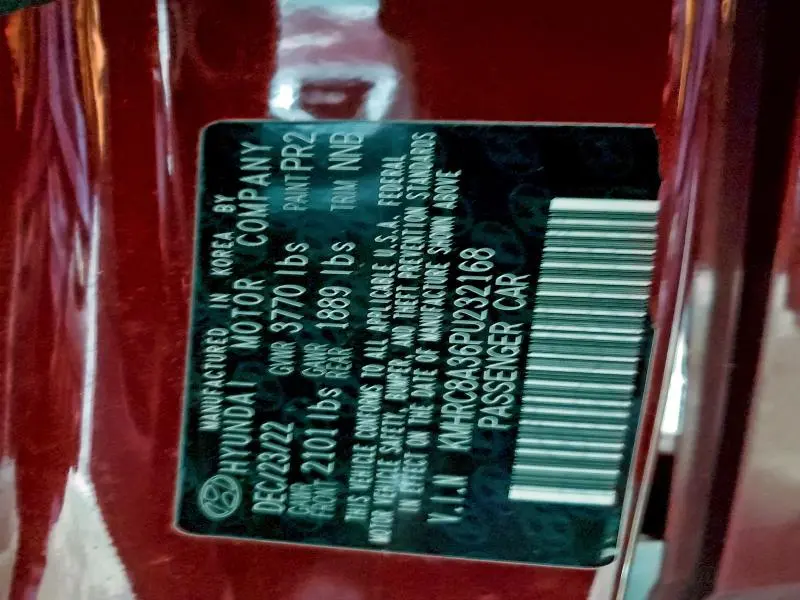 MANUFACTURED IN KOREA BY
HYUNDAI MOTOR COMPANY
DEC/23/22 GVWR 3770 lbs PAINT PR2
GAWR FRONT 2101 lbs GAWR REAR 1889 lbs TRIM NNB
THIS VEHICLE CONFORMS TO ALL APPLICABLE U.S.A. FEDERAL
MOTOR VEHICLE SAFETY, BUMPER, AND THEFT PREVENTION STANDARDS
IN EFFECT ON THE DATE OF MANUFACTURE SHOWN ABOVE
V.I.N KMHRC8A36PU232168
PASSENGER CAR